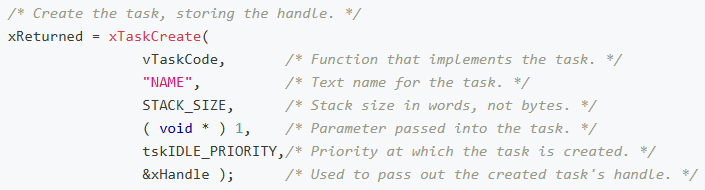 /* Create the task, storing the handle. */
xReturned = xTaskCreate(
vTaskCode, /* Function that implements the task. */
"NAME", /* Text name for the task. */
STACK_SIZE, /* Stack size in words, not bytes. */
( void * ) 1, /* Parameter passed into the task. */
tskIDLE_PRIORITY,/* Priority at which the task is created. */
&xHandle ); /* Used to pass out the created task's handle. */